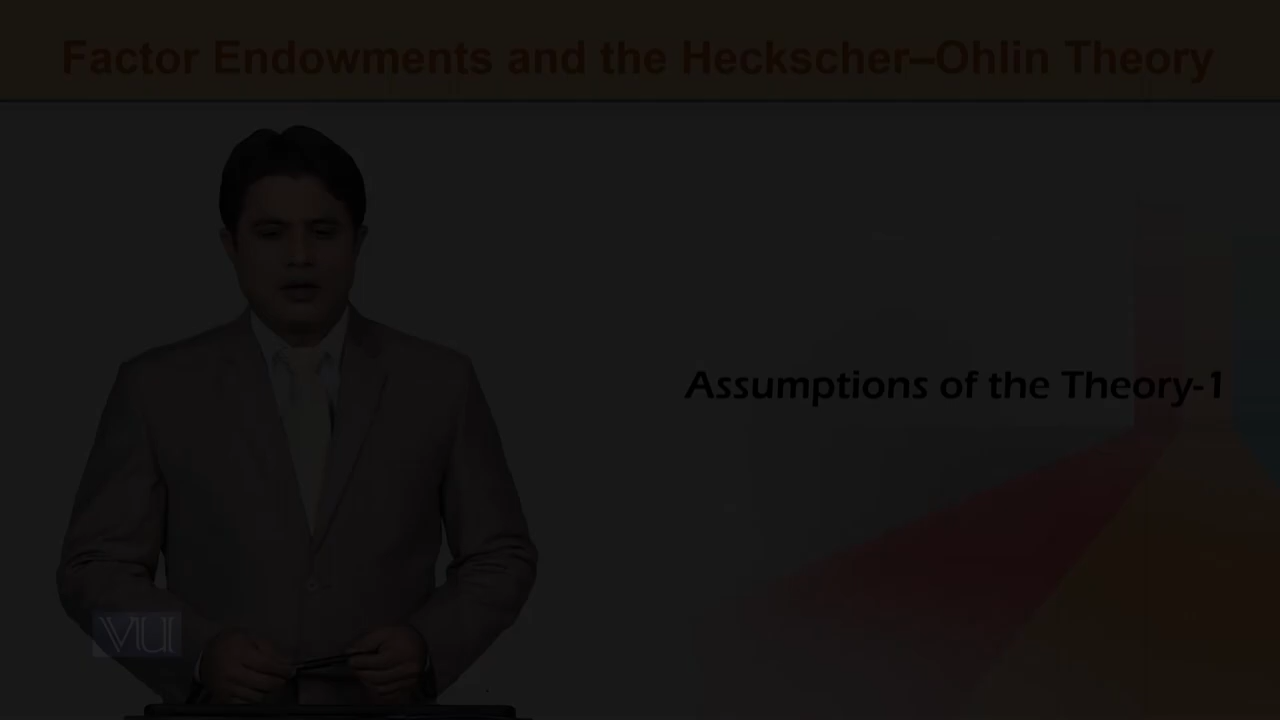 Factor Endowments and the Heckscher–Ohlin Theory
Assumptions of the Theory-1
VU